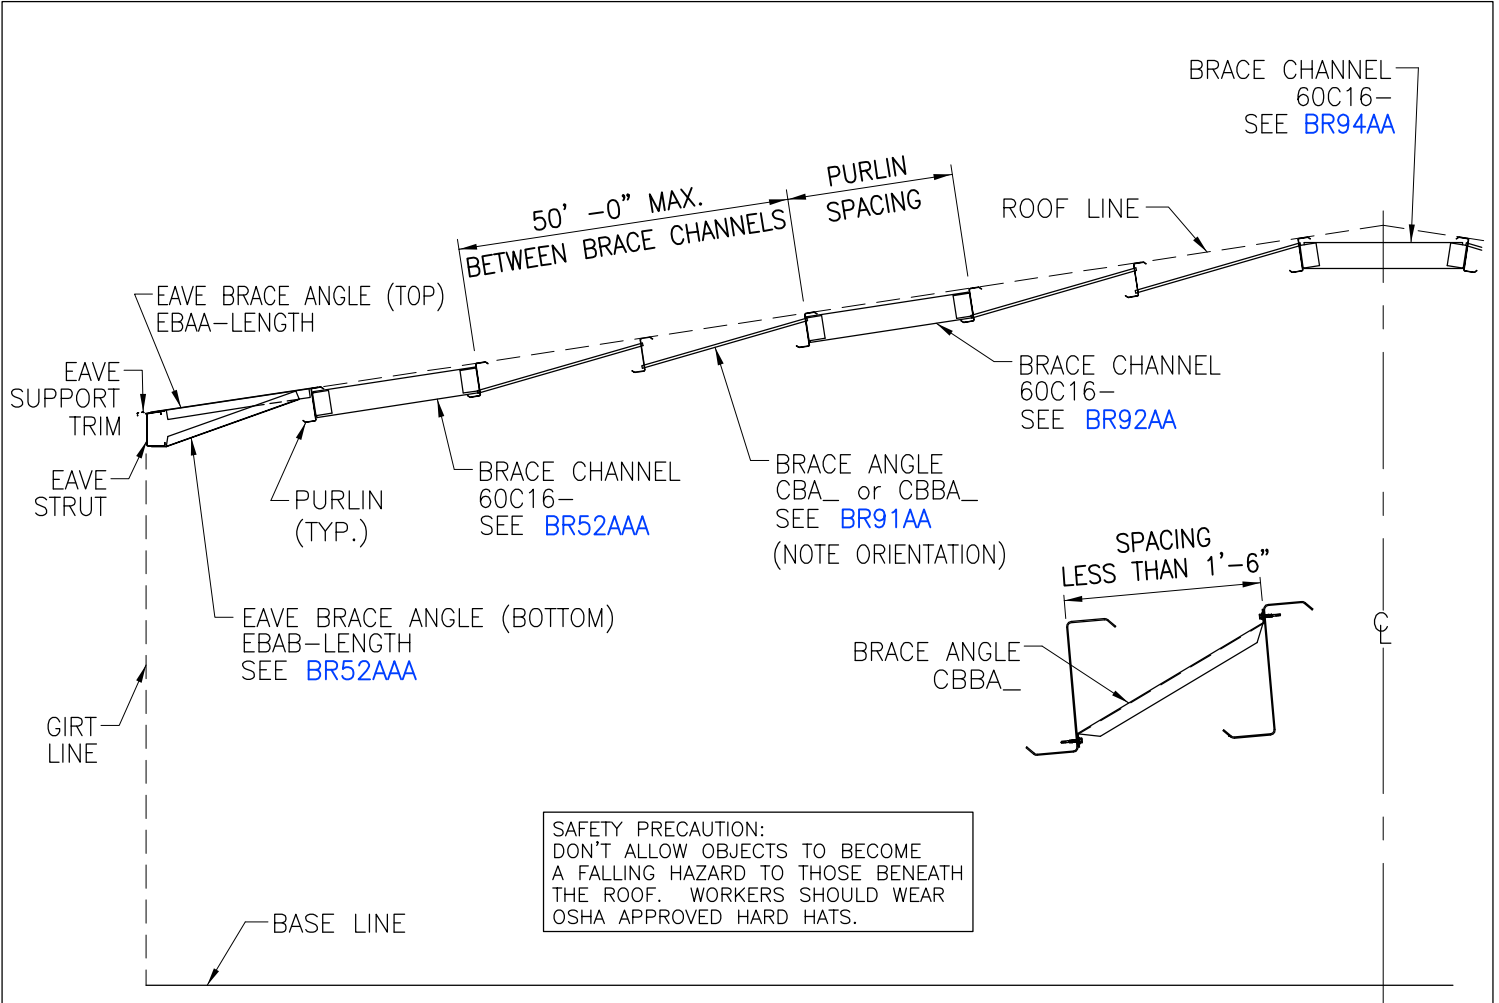 BRACE CHANNEL
60C16-
SEE BR94AA
PURLIN
SPACING
50' -0" MAX.
BETWEEN BRACE CHANNELS
ROOF LINE
EAVE BRACE ANGLE (TOP)
EBAA-LENGTH
EAVE
SUPPORT
TRIM
EAVE
STRUT
PURLIN
(TYP.)
BRACE CHANNEL
60C16-
SEE BR52AAA
BRACE ANGLE
CBA_ or CBBA_
SEE BR91AA
(NOTE ORIENTATION)
BRACE CHANNEL
60C16-
SEE BR92AA
SPACING
LESS THAN 1'-6"
BRACE ANGLE
CBBA_
EAVE BRACE ANGLE (BOTTOM)
EBAB-LENGTH
SEE BR52AAA
GIRT
LINE
CL
SAFETY PRECAUTION:
DON'T ALLOW OBJECTS TO BECOME
A FALLING HAZARD TO THOSE BENEATH
THE ROOF. WORKERS SHOULD WEAR
OSHA APPROVED HARD HATS.
BASE LINE